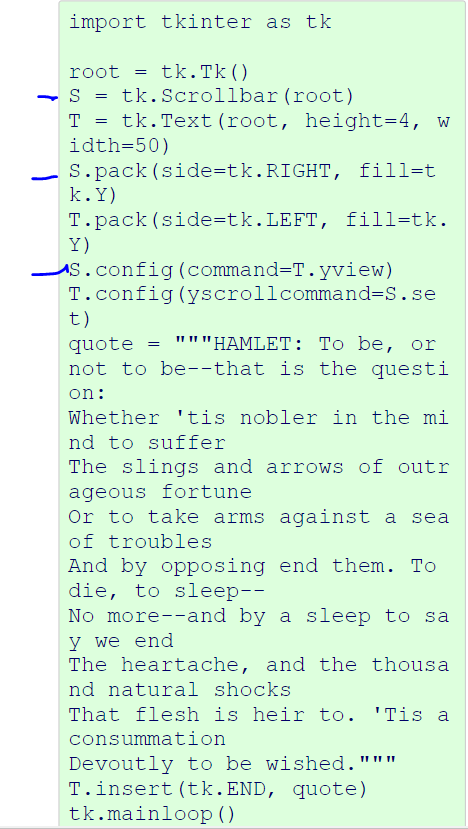 import tkinter as tk
root = tk.Tk()
S = tk.Scrollbar(root)
T = tk.Text(root, height=4, w
idth=50)
S.pack(side=tk.RIGHT, fill=t
k.Y)
T.pack(side=tk.LEFT, fill=tk.
Y)
S.config(command=T.yview)
T.config(yscrollcommand=S.se
t)
quote = """HAMLET: To be, or
not to be--that is the questi
on:
Whether 'tis nobler in the mi
nd to suffer
The slings and arrows of outr
ageous fortune
Or to take arms against a sea
of troubles
And by opposing end them. To
die, to sleep--
No more--and by a sleep to sa
y we end
The heartache, and the thousa
nd natural shocks
That flesh is heir to. 'Tis a
consummation
Devoutly to be wished."""
T.insert(tk.END, quote)
tk.mainloop()